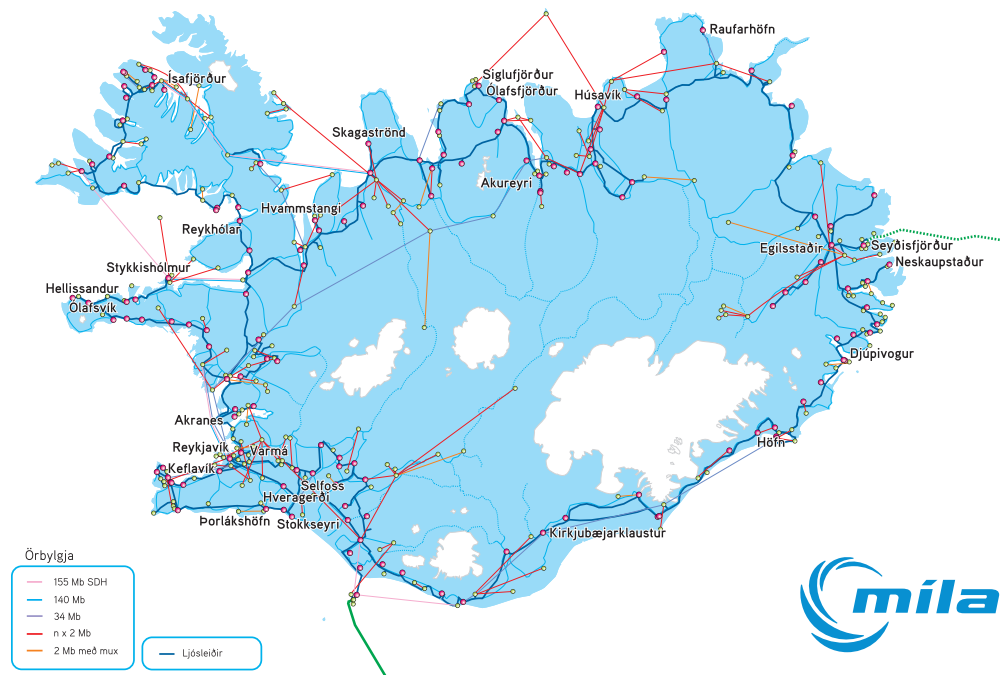 Raufarhöfn
Siglufjörður
Ísafjörður
Ólafsfjörður
Húsavík
Skagaströnd
Akureyri
Hvammstangi
Reykhólar
Egilsstaðir
Seyðisfjörður
Neskaupstaður
Stykkishólmur
Hellissandur
Ólafsvík
Djúpivogur
Akranes
Höfn
Reykjavík
Varmá
Keflavík
Selfoss
Hveragerði
Þorlákshöfn
Stokkseyri
Kirkjubæjarklaustur
Örbylgja
155 Mb SDH
140 Mb
34 Mb
n x 2 Mb
2 Mb með mux
Ljósleiðir
míla